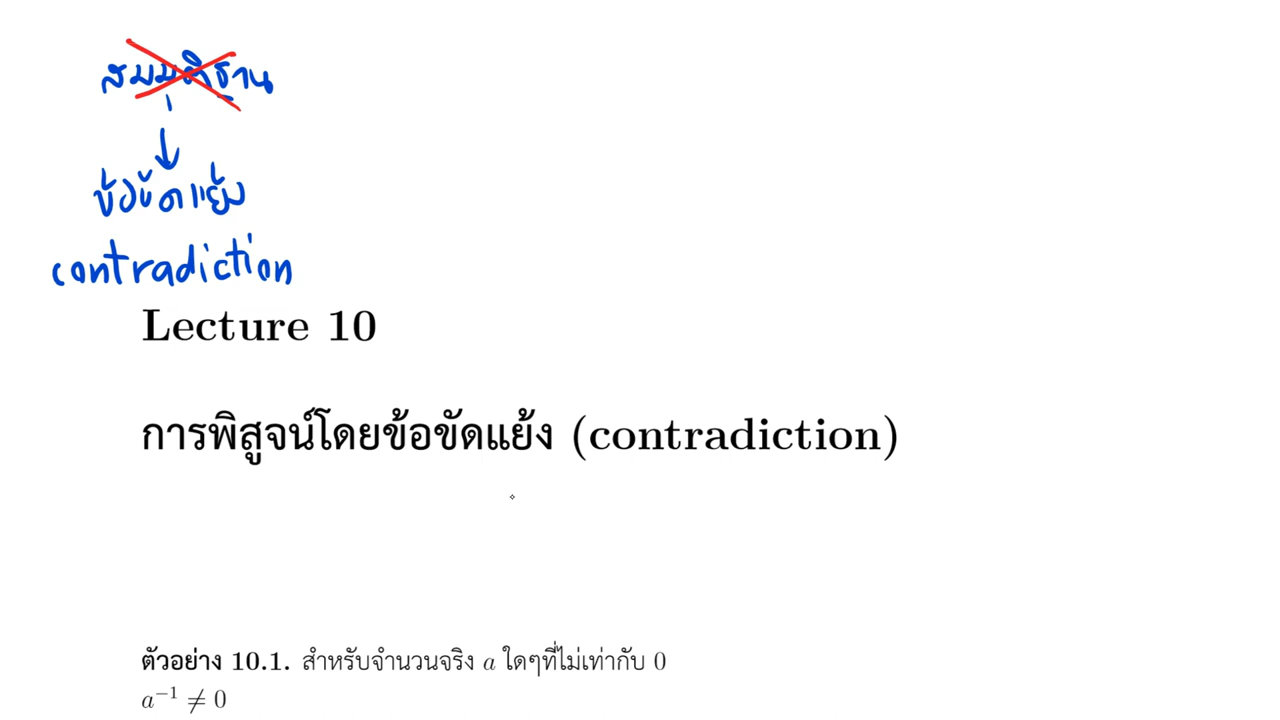 สมมุติฐาน
ข้อขัดแย้ง
contradiction
Lecture 10
การพิสูจน์โดยข้อขัดแย้ง (contradiction)
ตัวอย่าง 10.1. สำหรับจำนวนจริง a ใดๆที่ไม่เท่ากับ 0
a⁻¹ ≠ 0